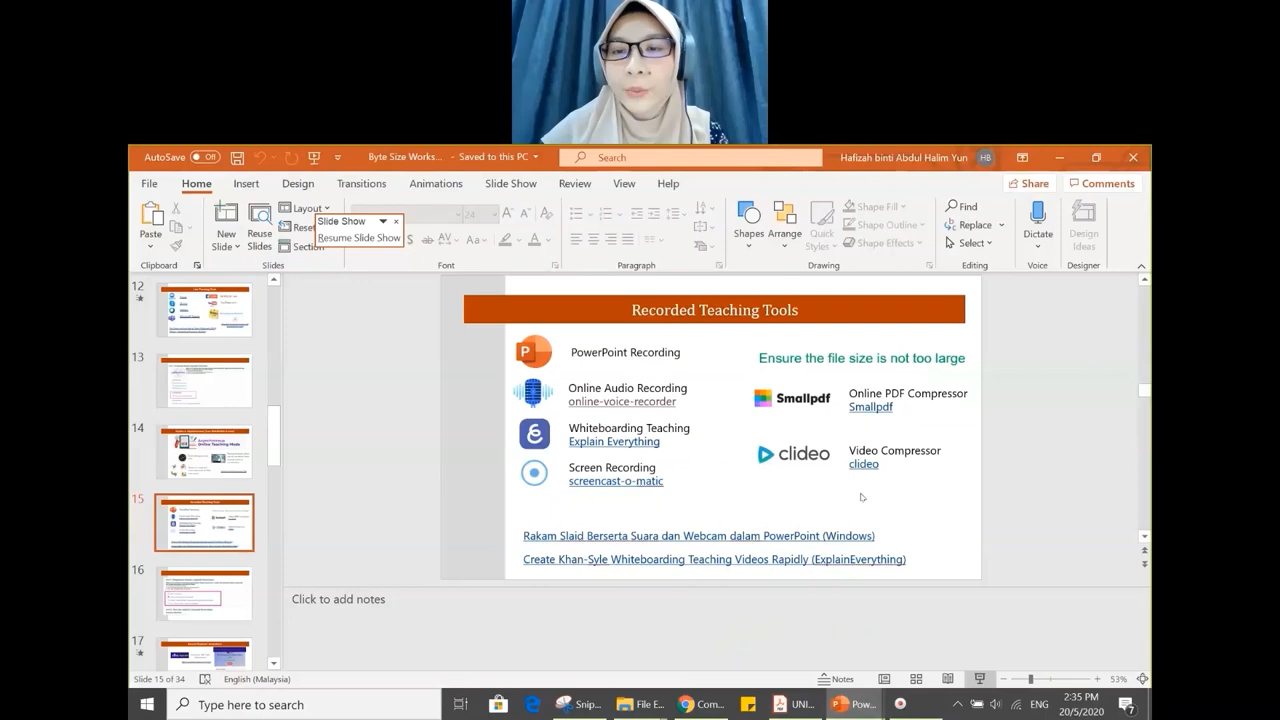 AutoSave Off
Byte Size Works... - Saved to this PC
Search
Hafizah binti Abdul Halim Yun HB
File Home Insert Design Transitions Animations Slide Show Review View Help
Share Comments
Paste
Clipboard
New Slide
Reuse Slides
Layout
Reset
Section
Slides
Slide Show
Resume Slide Show
24
Font
Paragraph
Shapes
Arrange
Quick Styles
Shape Fill
Shape Outline
Shape Effects
Drawing
Find
Replace
Select
Editing
Dictate
Voice
Design Ideas
Designer
12
13
14
15
16
17
Recorded Teaching Tools
PowerPoint Recording
Online Audio Recording
online-voice-recorder
Whiteboarding Teaching
Explain Everything
Screen Recording
screencast-o-matic
Ensure the file size is not too large
Smallpdf
Online PDF Compressor
Smallpdf
clideo
Video Compressor
clideo
Rakam Slaid Berserta Suara dan Webcam dalam PowerPoint (Windows)
Create Khan-Syle Whiteboarding Teaching Videos Rapidly (ExplainEverything)
Click to add notes
Slide 15 of 34
English (Malaysia)
Notes
53%
Type here to search
Snip...
File E...
Com...
UNI...
Pow...
ENG
2:35 PM
20/5/2020
7